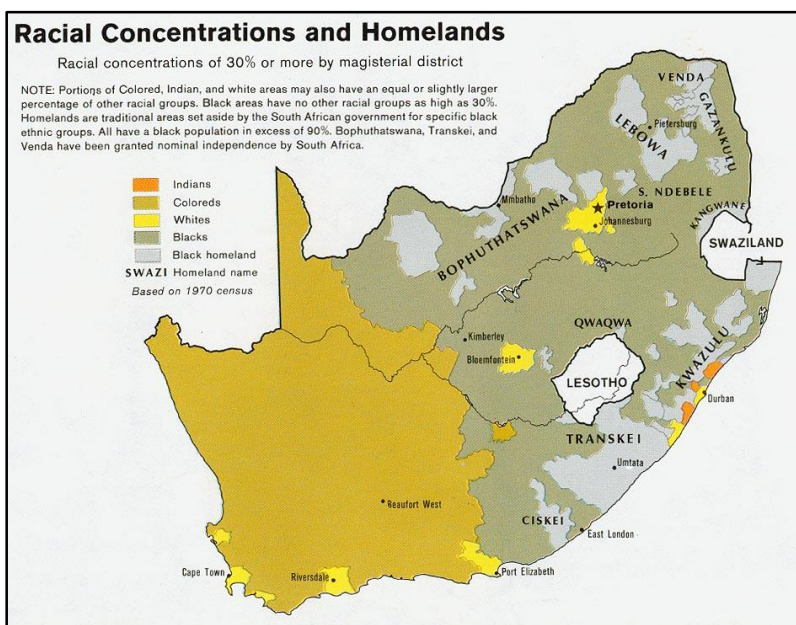 Racial Concentrations and Homelands
Racial concentrations of 30% or more by magisterial district
NOTE: Portions of Colored, Indian, and white areas may also have an equal or slightly larger
percentage of other racial groups. Black areas have no other racial groups as high as 30%.
Homelands are traditional areas set aside by the South African government for specific black
ethnic groups. All have a black population in excess of 90%. Bophuthatswana, Transkei, and
Venda have been granted nominal independence by South Africa.
Indians
Coloreds
Whites
Blacks
Black homeland
SWAZI Homeland name
Based on 1970 census
VENDA
GAZANKULU
LEBOWA
Pietersburg
S. NDEBELE
Mmbatho
Pretoria
Johannesburg
KANGWANE
BOPHUTHATSWANA
SWAZILAND
QWAQWA
Kimberley
Bloemfontein
KWAZULU
LESOTHO
Durban
TRANSKEI
Umtata
Beaufort West
CISKEI
East London
Cape Town
Riversdale
Port Elizabeth